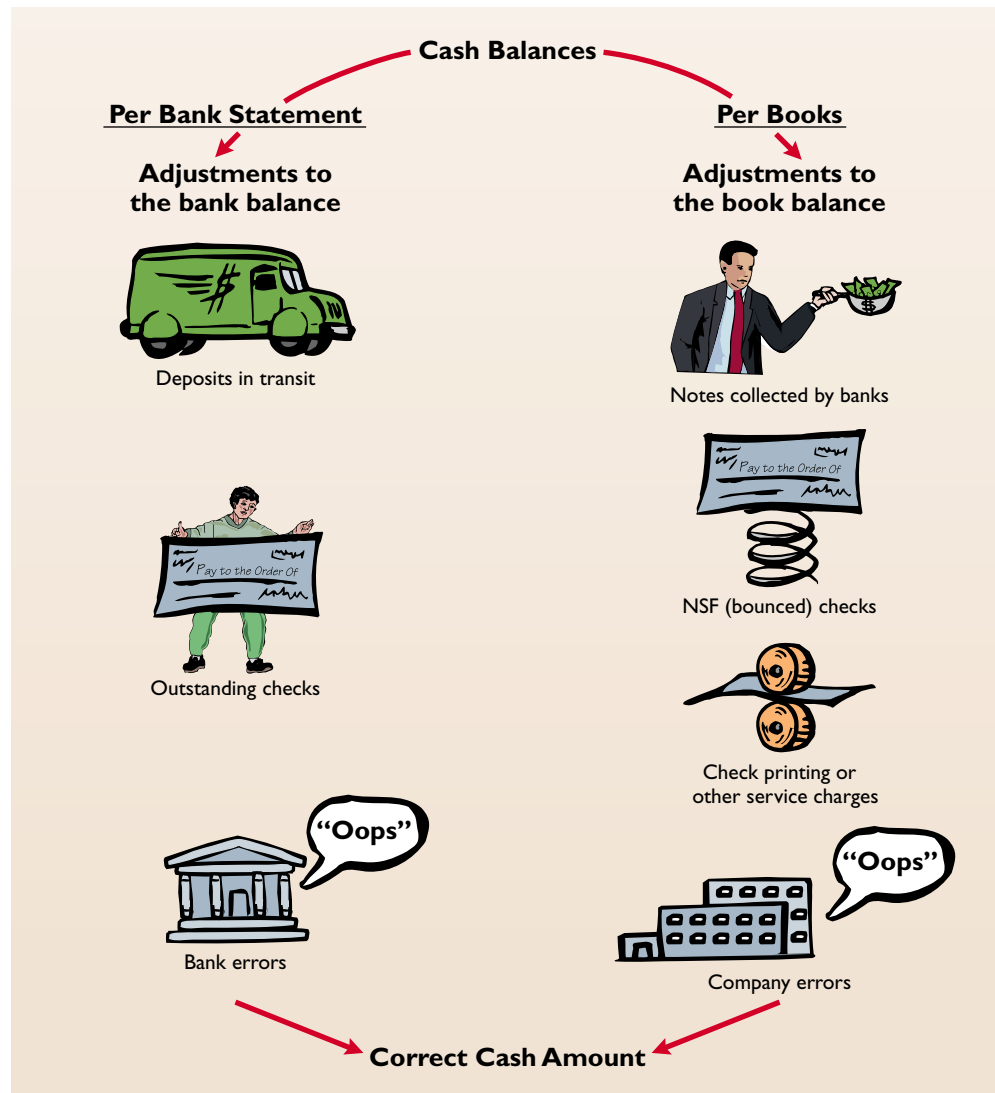 Cash Balances
Per Bank Statement
Adjustments to
the bank balance
Deposits in transit
Pay to the Order Of
Outstanding checks
“Oops”
Bank errors
Per Books
Adjustments to
the book balance
$
Notes collected by banks
Pay to the Order Of
NSF (bounced) checks
Check printing or
other service charges
“Oops”
Company errors
Correct Cash Amount